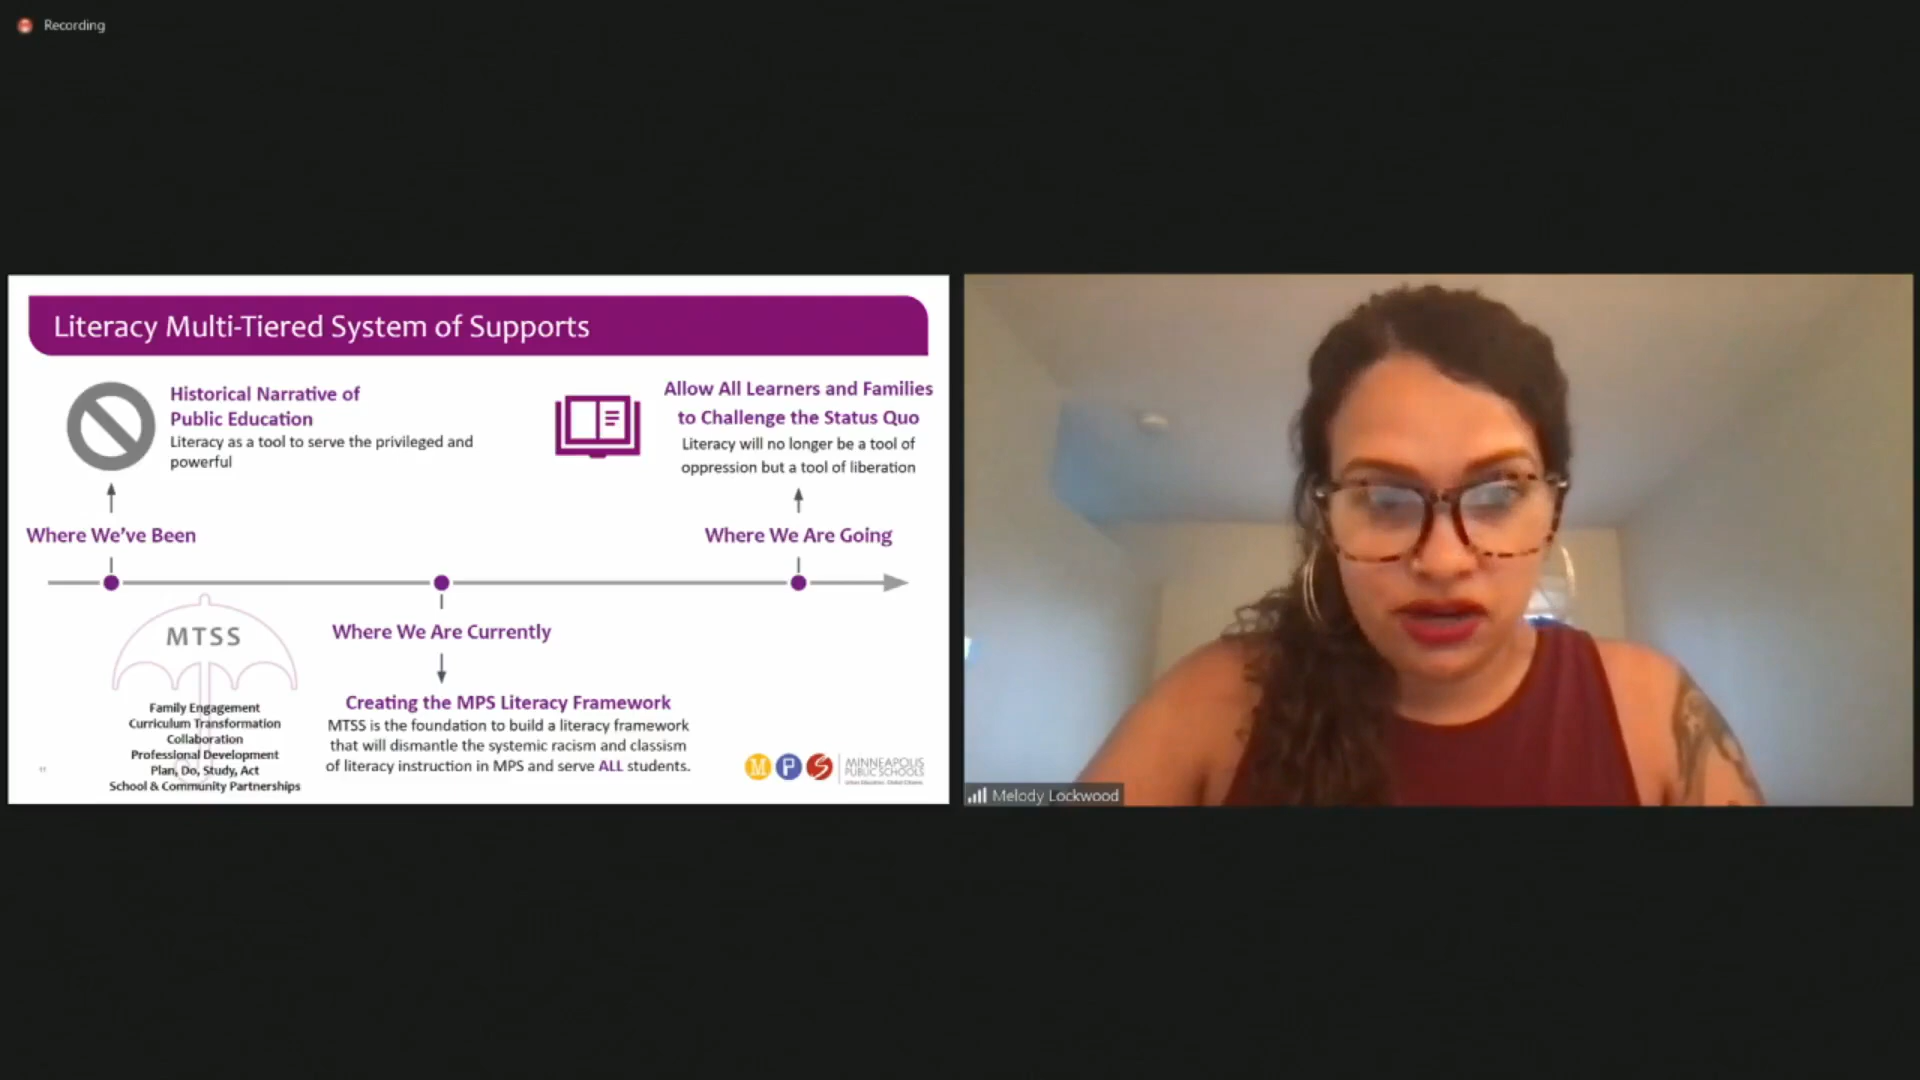 Recording
Literacy Multi-Tiered System of Supports
Historical Narrative of
Public Education
Literacy as a tool to serve the privileged and
powerful
Allow All Learners and Families
to Challenge the Status Quo
Literacy will no longer be a tool of
oppression but a tool of liberation
Where We've Been
Where We Are Going
MTSS
Family Engagement
Curriculum Transformation
Collaboration
Professional Development
Plan, Do, Study, Act
School & Community Partnerships
Where We Are Currently
Creating the MPS Literacy Framework
MTSS is the foundation to build a literacy framework
that will dismantle the systemic racism and classism
of literacy instruction in MPS and serve ALL students.
M P S
MINNEAPOLIS
PUBLIC SCHOOLS
Urban Education. Global Citizens.
Melody Lockwood